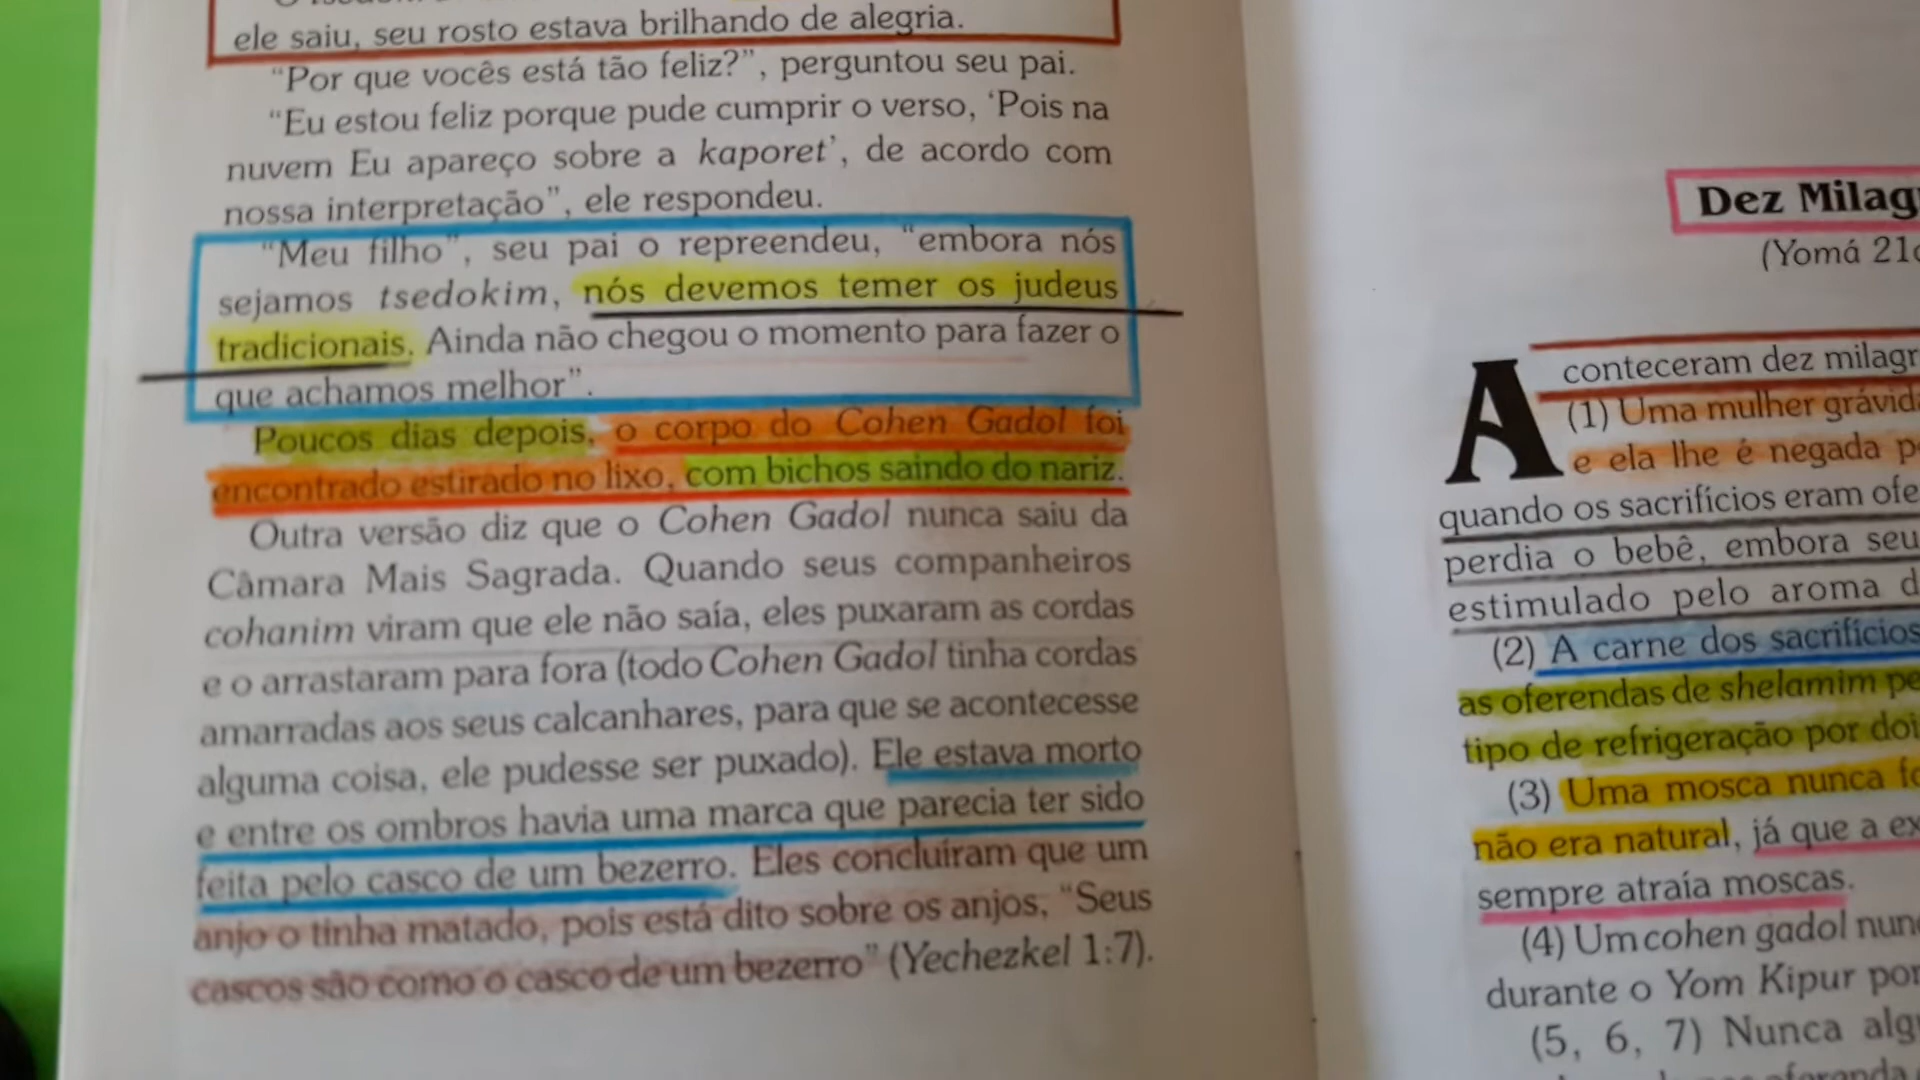 ele saiu, seu rosto estava brilhando de alegria.
“Por que vocês está tão feliz?”, perguntou seu pai.
“Eu estou feliz porque pude cumprir o verso, ‘Pois na
nuvem Eu apareço sobre a kaporet’, de acordo com
nossa interpretação”, ele respondeu.
“Meu filho”, seu pai o repreendeu, “embora nós
sejamos tsedokim, nós devemos temer os judeus
tradicionais. Ainda não chegou o momento para fazer o
que achamos melhor”.
Poucos dias depois, o corpo do Cohen Gadol foi
encontrado estirado no lixo, com bichos saindo do nariz.
Outra versão diz que o Cohen Gadol nunca saiu da
Câmara Mais Sagrada. Quando seus companheiros
cohanim viram que ele não saía, eles puxaram as cordas
e o arrastaram para fora (todo Cohen Gadol tinha cordas
amarradas aos seus calcanhares, para que se acontecesse
alguma coisa, ele pudesse ser puxado). Ele estava morto
e entre os ombros havia uma marca que parecia ter sido
feita pelo casco de um bezerro. Eles concluíram que um
anjo o tinha matado, pois está dito sobre os anjos, “Seus
cascos são como o casco de um bezerro” (Yechezkel 1:7).
Dez Milag
(Yomá 21
Aconteceram dez milagr
(1) Uma mulher grávid
e ela lhe é negada p
quando os sacrifícios eram ofe
perdia o bebê, embora seu
estimulado pelo aroma d
(2) A carne dos sacrifícios
as oferendas de shelamim pe
tipo de refrigeração por doi
(3) Uma mosca nunca fo
não era natural, já que a ex
sempre atraía moscas.
(4) Um cohen gadol nun
durante o Yom Kipur por
(5, 6, 7) Nunca alg